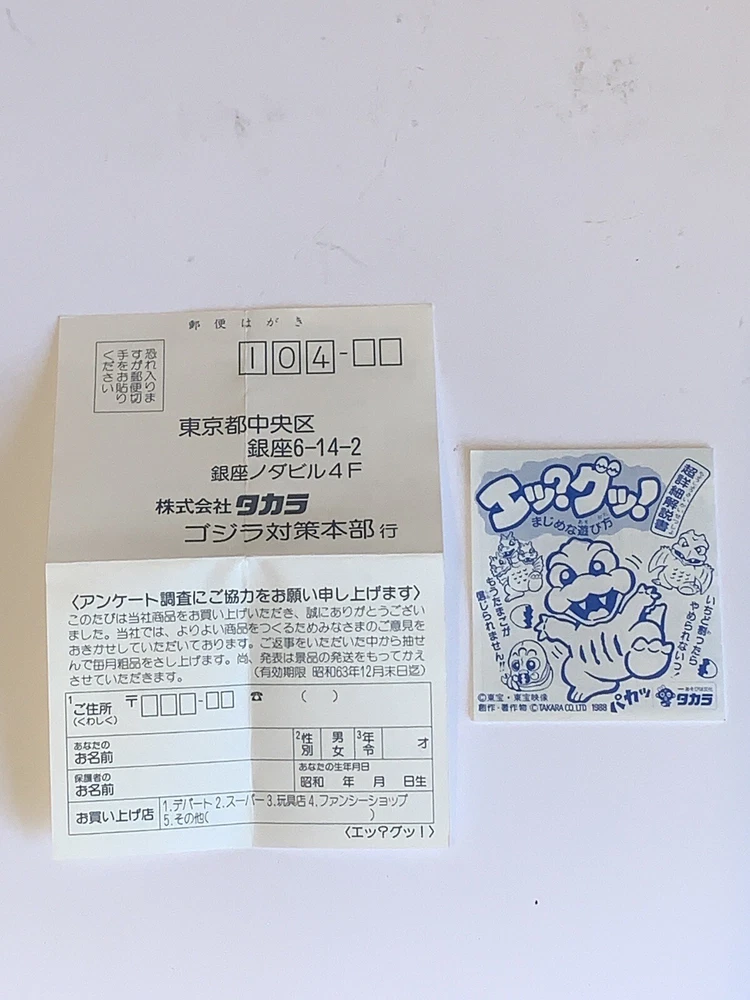 郵便はがき
恐れ入りま
すが郵便切
手をお貼り
ください
104-□□
東京都中央区
銀座6-14-2
銀座ノダビル4F
株式会社 タカラ
ゴジラ対策本部 行
〈アンケート調査にご協力をお願い申し上げます〉
このたびは当社商品をお買い上げいただき、誠にありがとうござい
ました。当社では、よりよい商品をつくるためみなさまのご意見を
おきかせしていただいております。ご返事をいただいた中から抽せ
んで毎月粗品をさし上げます。尚、発表は景品の発送をもってかえ
させていただきます。 (有効期限 昭和63年12月末日迄)
1 ご住所 〒□□□-□□ ☎ ( )
(くわしく)
あなたの
お名前
2性別 男 女 3年令 才
保護者の
お名前
あなたの生年月日
昭和 年 月 日生
お買い上げ店 1.デパート 2.スーパー 3.玩具店 4.ファンシーショップ
5.その他( )
〈エッ?グッ!〉
エッ?グッ!
まじめな遊び方
超詳細解説書
とんちうたまごが
信じられません!!
いちど割ったら
やめられないっ?
パカッ
©東宝・東宝映像
創作・著作物 ©TAKARA CO.LTD 1988
タカラ